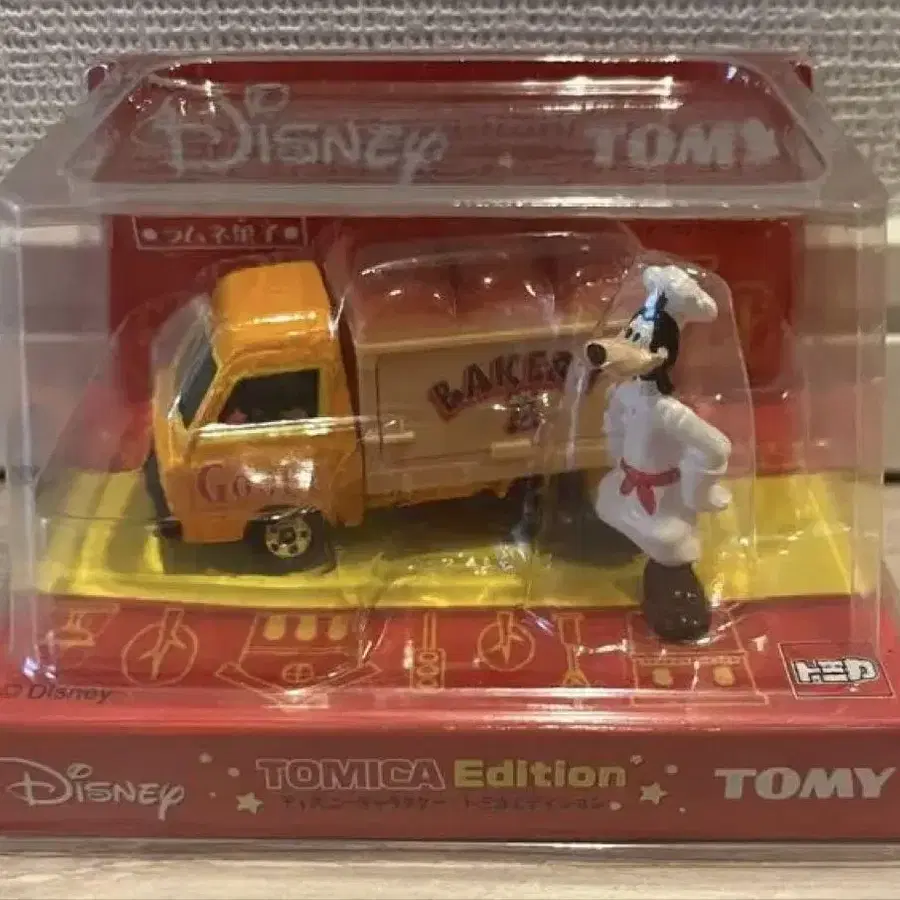 Disney TOMY
●ラムネ菓子●
BAKERY
Goofy
© Disney
トミカ
Disney TOMICA Edition TOMY
ディズニーキャラクター トミカエディション